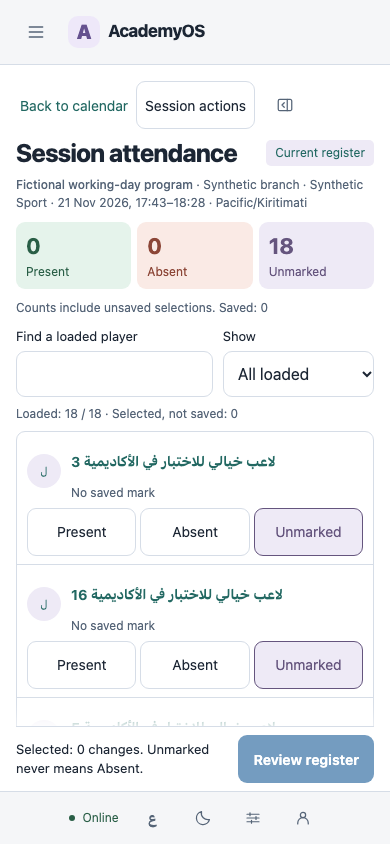 A AcademyOS
Back to calendar Session actions
Session attendance Current register
Fictional working-day program · Synthetic branch · Synthetic
Sport · 21 Nov 2026, 17:43–18:28 · Pacific/Kiritimati
0 0 18
Present Absent Unmarked
Counts include unsaved selections. Saved: 0
Find a loaded player Show
All loaded
Loaded: 18 / 18 · Selected, not saved: 0
ل لاعب خيالي للاختبار في الأكاديمية 3
No saved mark
Present Absent Unmarked
ل لاعب خيالي للاختبار في الأكاديمية 16
No saved mark
Present Absent Unmarked
Selected: 0 changes. Unmarked
never means Absent.
Review register
Online ع